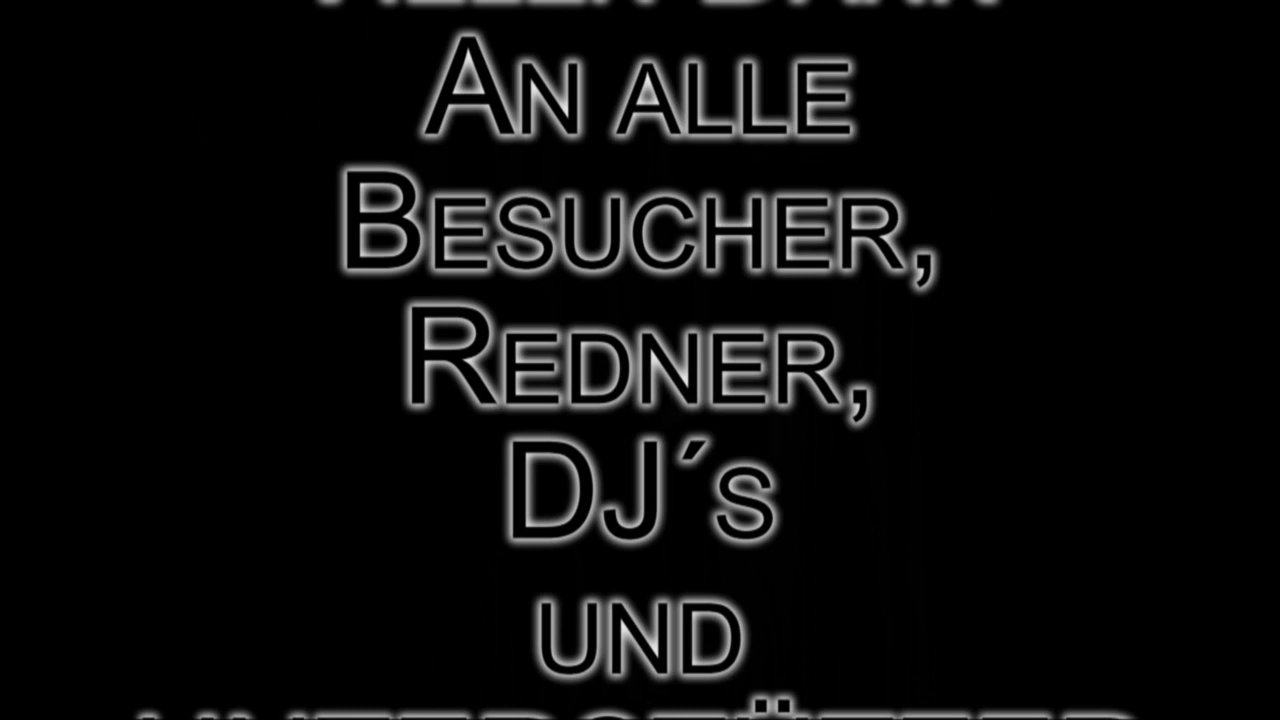 An alle
Besucher,
Redner,
DJ´s
und